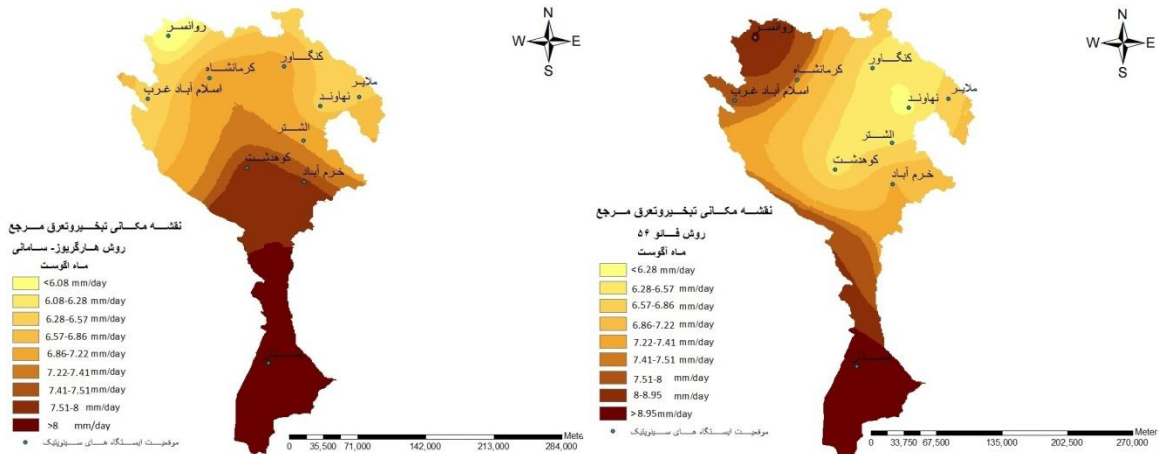 N
W E
S
روانسر
کنگاور
کرمانشاه
ملایر
اسلام آباد غرب
نهاوند
الشتر
کوهدشت
خرم آباد
نقشه مکانی تبخیروتعرق مرجع
روش هارگریوز- سامانی
ماه اگوست
<6.08 mm/day
6.08-6.28 mm/day
6.28-6.57 mm/day
6.57-6.86 mm/day
6.86-7.22 mm/day
7.22-7.41 mm/day
7.41-7.51 mm/day
7.51-8 mm/day
>8 mm/day
موقعیت ایستگاه های سینوپتیک
Meter
0 35,500 71,000 142,000 213,000 284,000
N
W E
S
روانسر
کنگاور
کرمانشاه
ملایر
اسلام آباد غرب
نهاوند
الشتر
کوهدشت
خرم آباد
نقشه مکانی تبخیروتعرق مرجع
روش فائو ۵۶
ماه آگوست
<6.28 mm/day
6.28-6.57 mm/day
6.57-6.86 mm/day
6.86-7.22 mm/day
7.22-7.41 mm/day
7.41-7.51 mm/day
7.51-8 mm/day
8-8.95 mm/day
>8.95mm/day
موقعیت ایستگاه های سینوپتیک
Meter
0 33,750 67,500 135,000 202,500 270,000